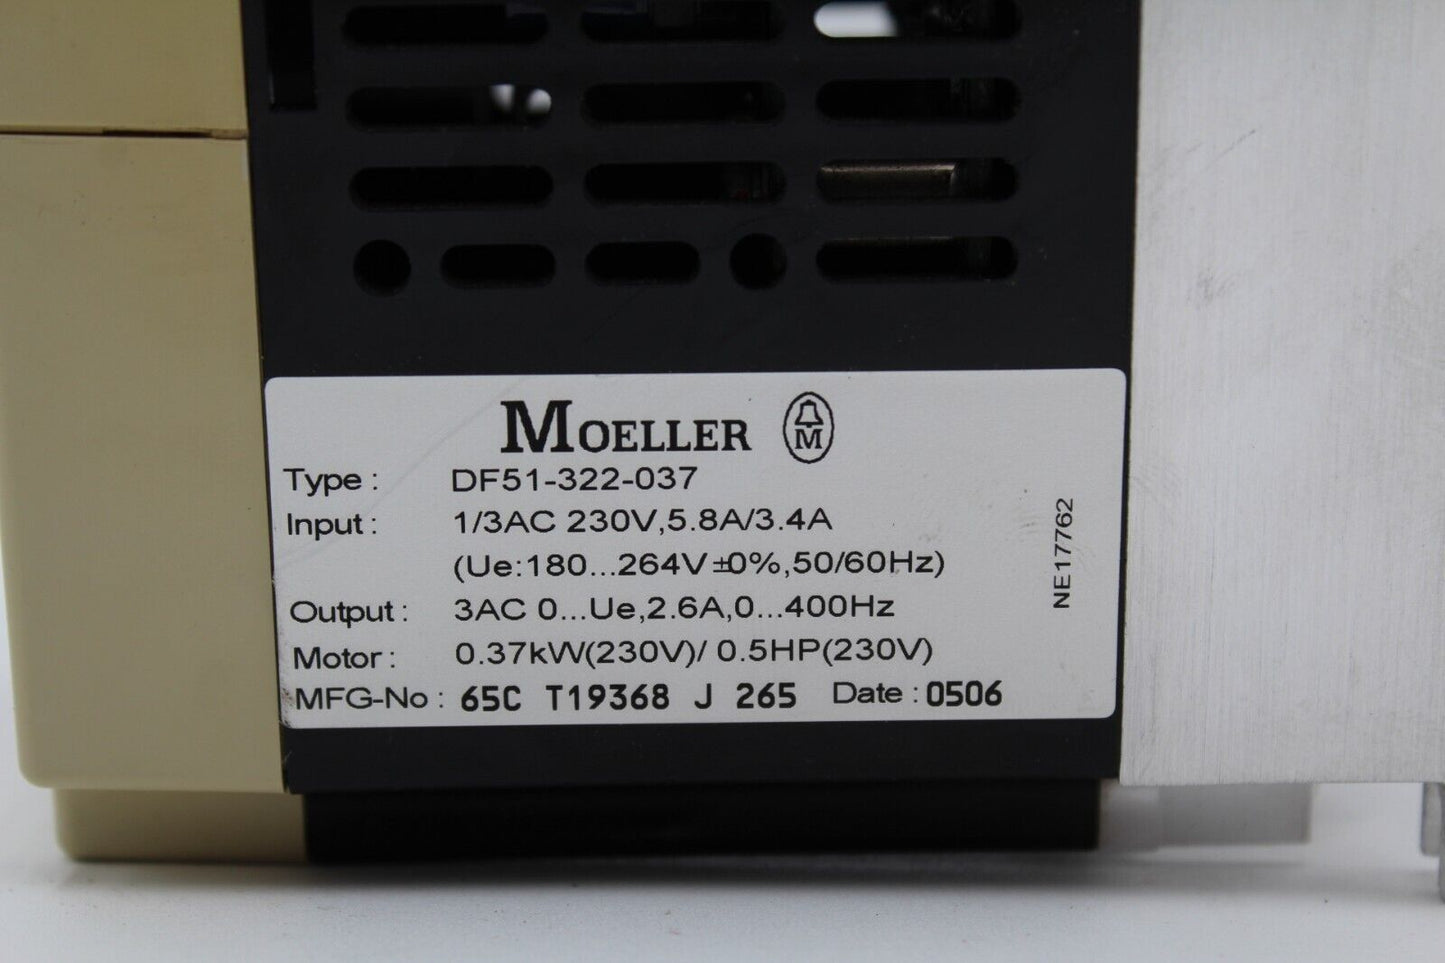 MOELLER M
Type : DF51-322-037
Input : 1/3AC 230V,5.8A/3.4A
(Ue:180...264V±0%,50/60Hz)
Output : 3AC 0...Ue,2.6A,0...400Hz
Motor : 0.37kW(230V)/ 0.5HP(230V)
MFG-No : 65C T19368 J 265 Date : 0506
NE17762